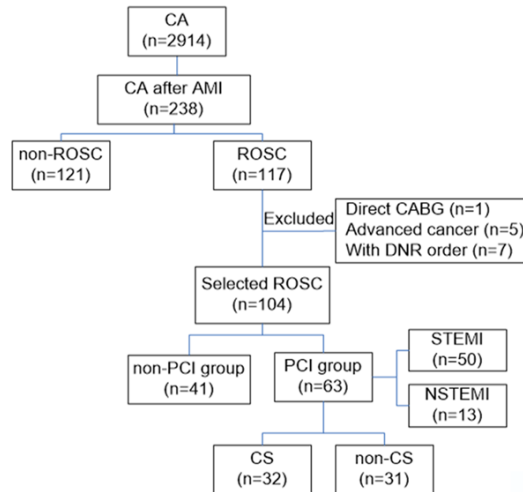 CA
(n=2914)
CA after AMI
(n=238)
non-ROSC
(n=121)
ROSC
(n=117)
Excluded
Direct CABG (n=1)
Advanced cancer (n=5)
With DNR order (n=7)
Selected ROSC
(n=104)
non-PCI group
(n=41)
PCI group
(n=63)
STEMI
(n=50)
NSTEMI
(n=13)
CS
(n=32)
non-CS
(n=31)